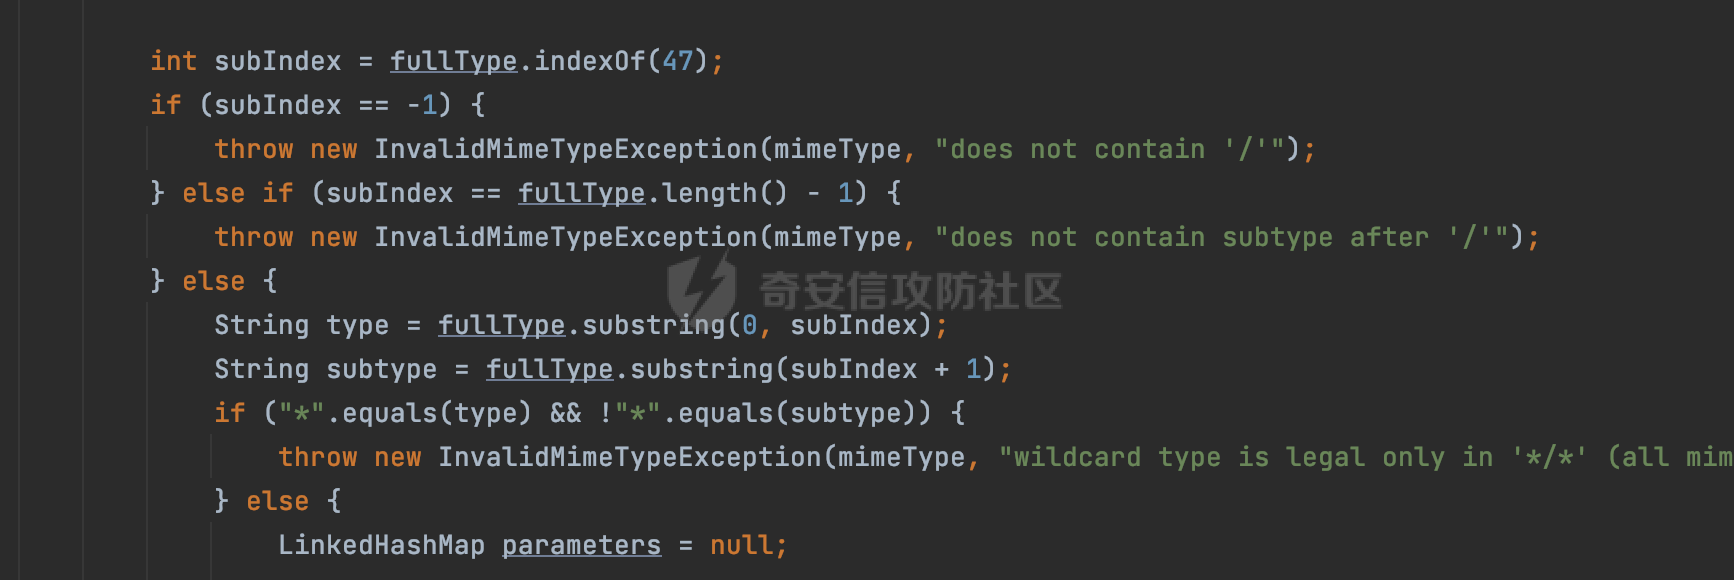 int subIndex = fullType.indexOf(47);
if (subIndex == -1) {
throw new InvalidMimeTypeException(mimeType, "does not contain '/'");
} else if (subIndex == fullType.length() - 1) {
throw new InvalidMimeTypeException(mimeType, "does not contain subtype after '/'");
} else {
奇安信攻防社区
String type = fullType.substring(0, subIndex);
String subtype = fullType.substring(subIndex + 1);
if ("*".equals(type) && !"*".equals(subtype)) {
throw new InvalidMimeTypeException(mimeType, "wildcard type is legal only in '*/*' (all mim
} else {
LinkedHashMap parameters = null;